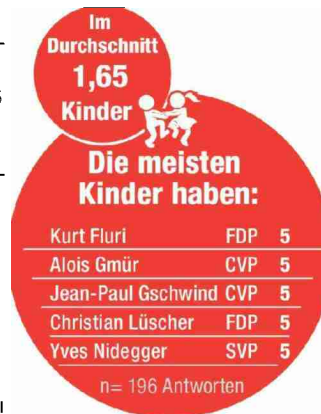 Im
Durchschnitt
1,65
Kinder
Die meisten
Kinder haben:
Kurt Fluri FDP 5
Alois Gmür CVP 5
Jean-Paul Gschwind CVP 5
Christian Lüscher FDP 5
Yves Nidegger SVP 5
n= 196 Antworten